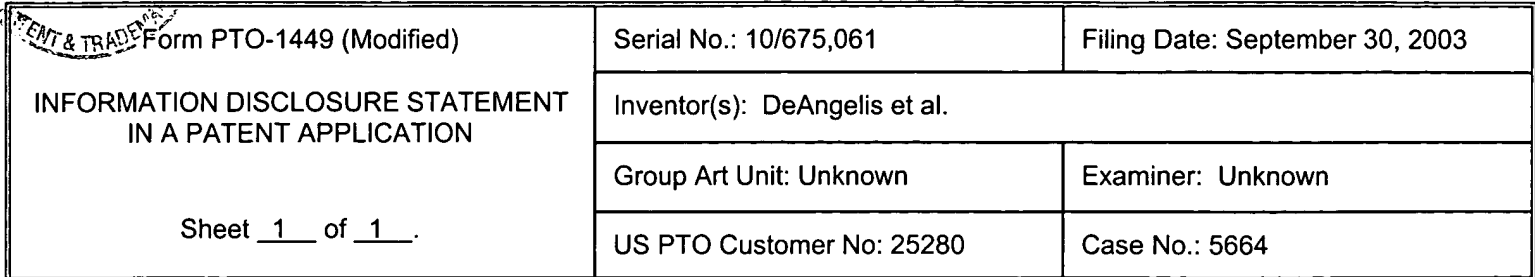 ENT & TRADEM
Form PTO-1449 (Modified)
INFORMATION DISCLOSURE STATEMENT
IN A PATENT APPLICATION
Sheet 1 of 1.
Serial No.: 10/675,061
Filing Date: September 30, 2003
Inventor(s): DeAngelis et al.
Group Art Unit: Unknown
Examiner: Unknown
US PTO Customer No: 25280
Case No.: 5664